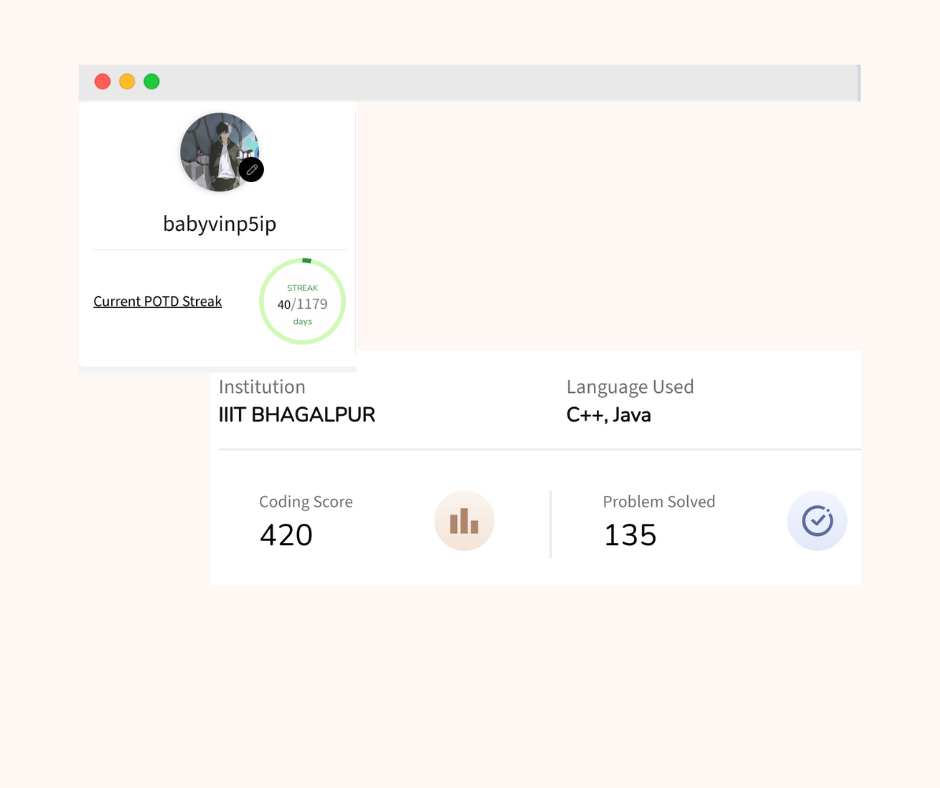 babyvinp5ip
Current POTD Streak
STREAK
40/1179
days
Institution
IIIT BHAGALPUR
Language Used
C++, Java
Coding Score
420
Problem Solved
135